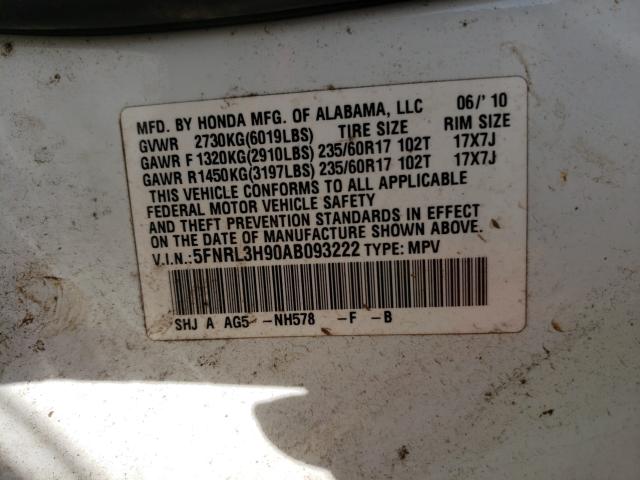 MFD. BY HONDA MFG. OF ALABAMA, LLC 06/'10
GVWR 2730KG(6019LBS) TIRE SIZE RIM SIZE
GAWR F 1320KG(2910LBS) 235/60R17 102T 17X7J
GAWR R1450KG(3197LBS) 235/60R17 102T 17X7J
THIS VEHICLE CONFORMS TO ALL APPLICABLE
FEDERAL MOTOR VEHICLE SAFETY
AND THEFT PREVENTION STANDARDS IN EFFECT
ON THE DATE OF MANUFACTURE SHOWN ABOVE.
V.I.N.:5FNRL3H90AB093222 TYPE: MPV
SHJ A AG5 -NH578 -F -B